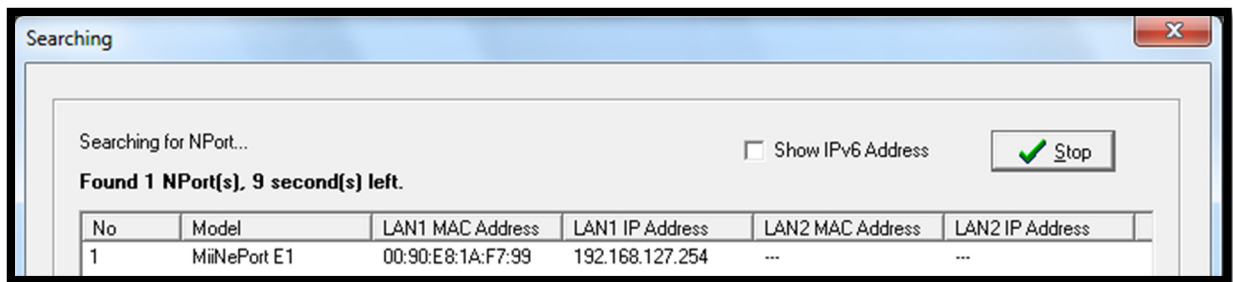 Searching
Searching for NPort...
Show IPv6 Address
Stop
Found 1 NPort(s), 9 second(s) left.
No Model LAN1 MAC Address LAN1 IP Address LAN2 MAC Address LAN2 IP Address
1 MiiNePort E1 00:90:E8:1A:F7:99 192.168.127.254 --- ---